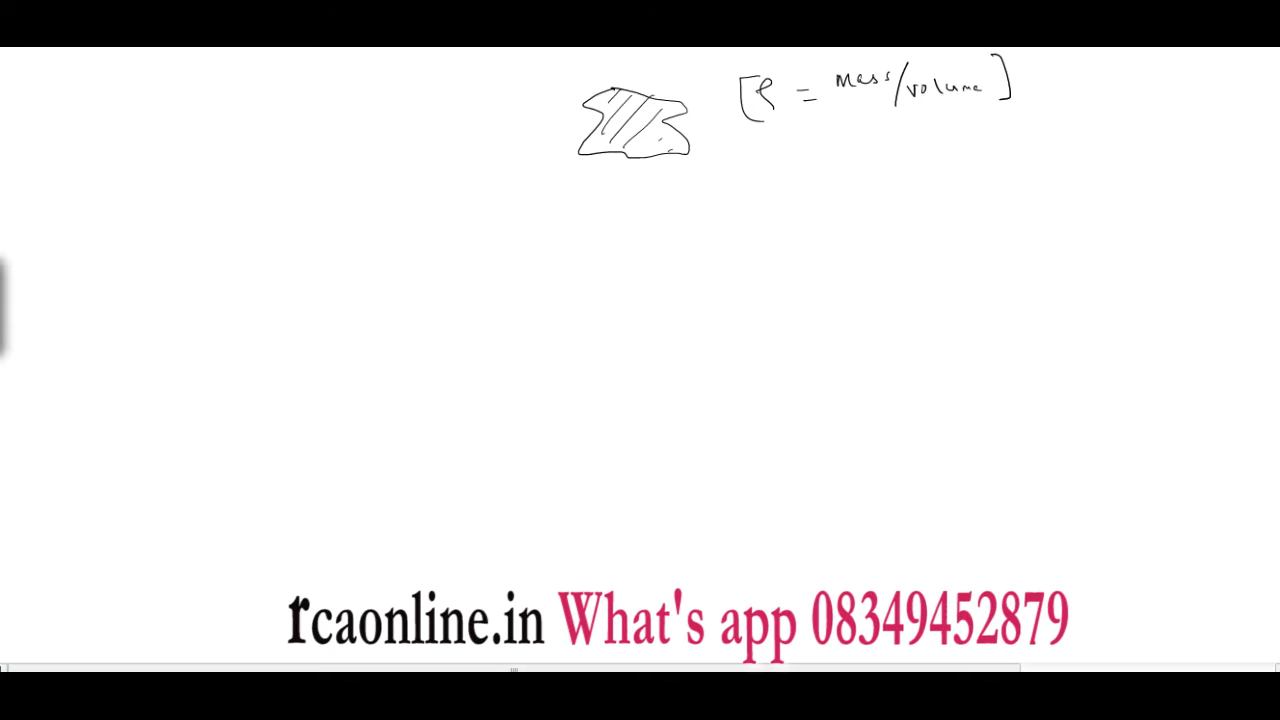 [ρ = mass/volume]
rcaonline.in What's app 08349452879